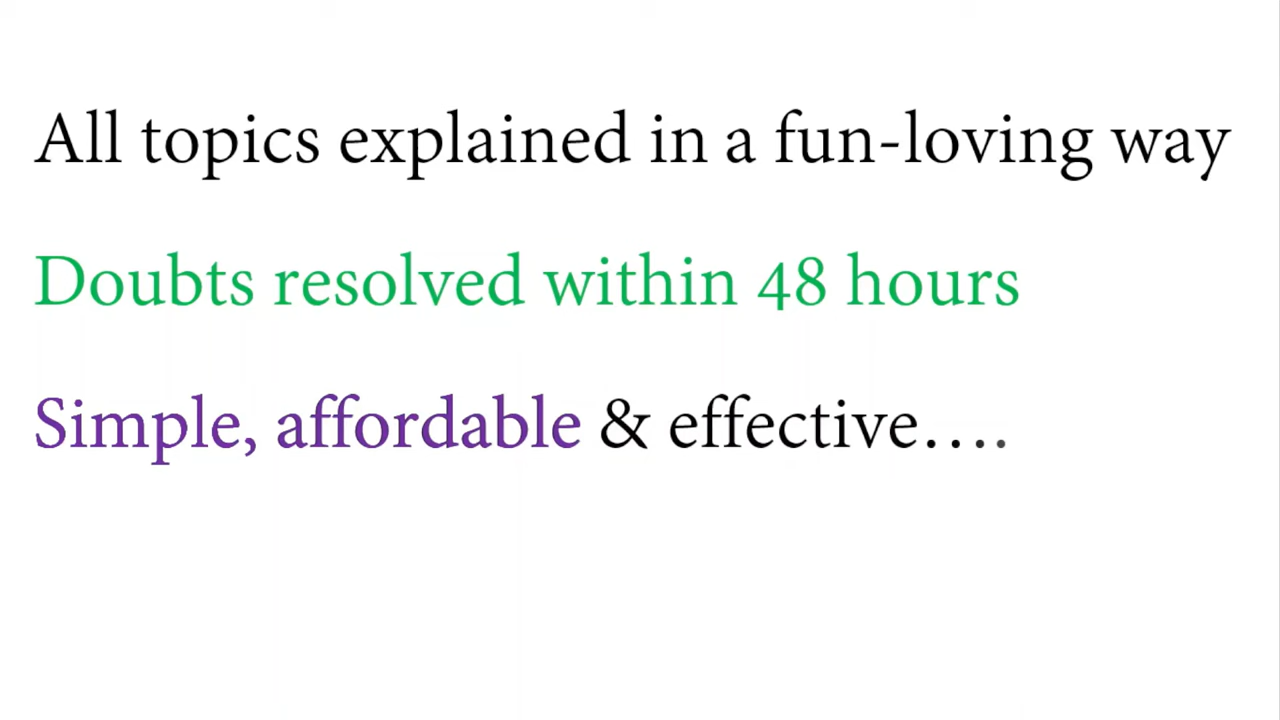 All topics explained in a fun-loving way
Doubts resolved within 48 hours
Simple, affordable & effective….